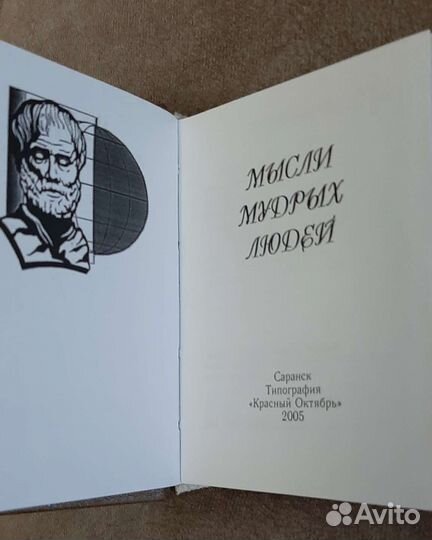 МЫСЛИ
МУДРЫХ
ЛЮДЕЙ
Саранск
Типография
«Красный Октябрь»
2005
Avito